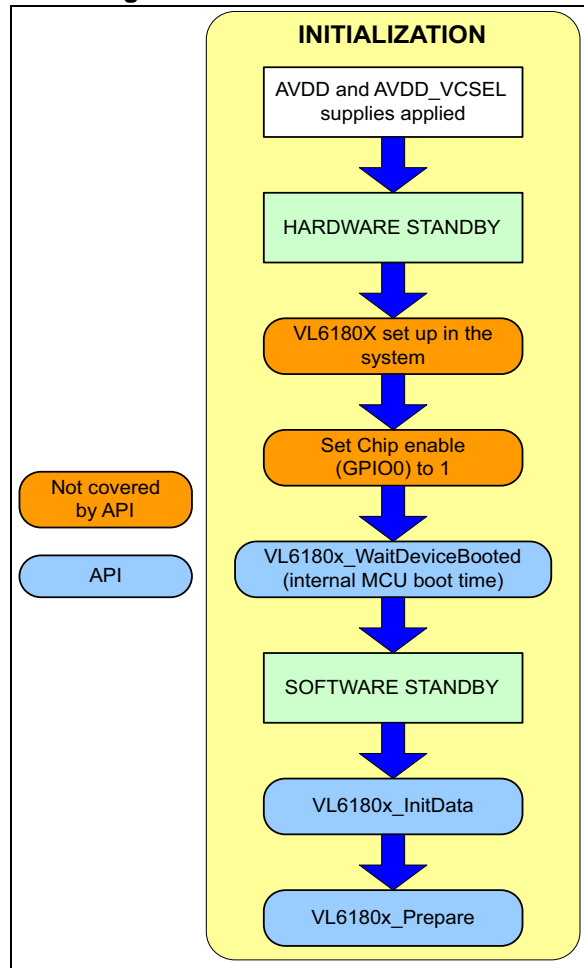 INITIALIZATION
AVDD and AVDD_VCSEL
supplies applied
HARDWARE STANDBY
VL6180X set up in the
system
Set Chip enable
(GPIO0) to 1
Not covered
by API
VL6180x_WaitDeviceBooted
(internal MCU boot time)
API
SOFTWARE STANDBY
VL6180x_InitData
VL6180x_Prepare